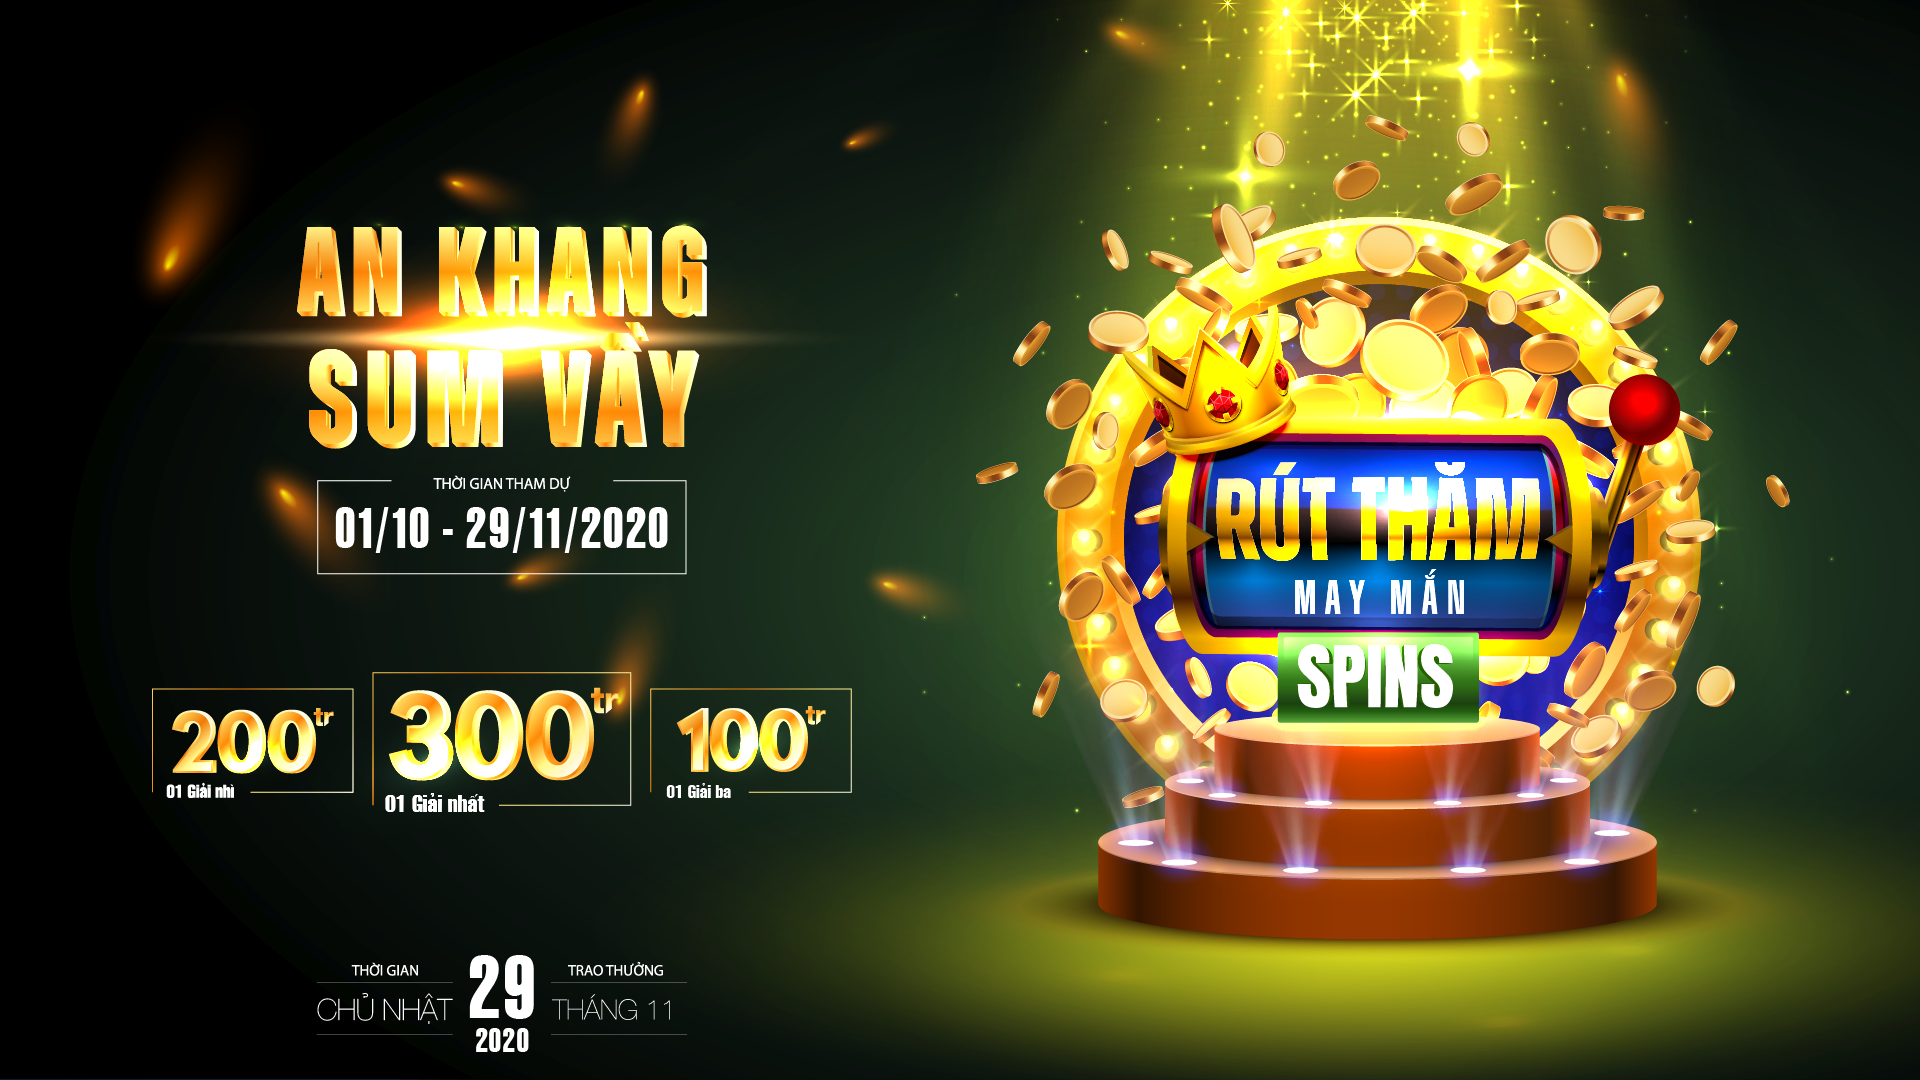 AN KHANG
SUM VẦY
THỜI GIAN THAM DỰ
01/10 - 29/11/2020
200tr
01 Giải nhì
300tr
01 Giải nhất
100tr
01 Giải ba
THỜI GIAN
CHỦ NHẬT
29
2020
TRAO THƯỞNG
THÁNG 11
RÚT THĂM
MAY MẮN
SPINS